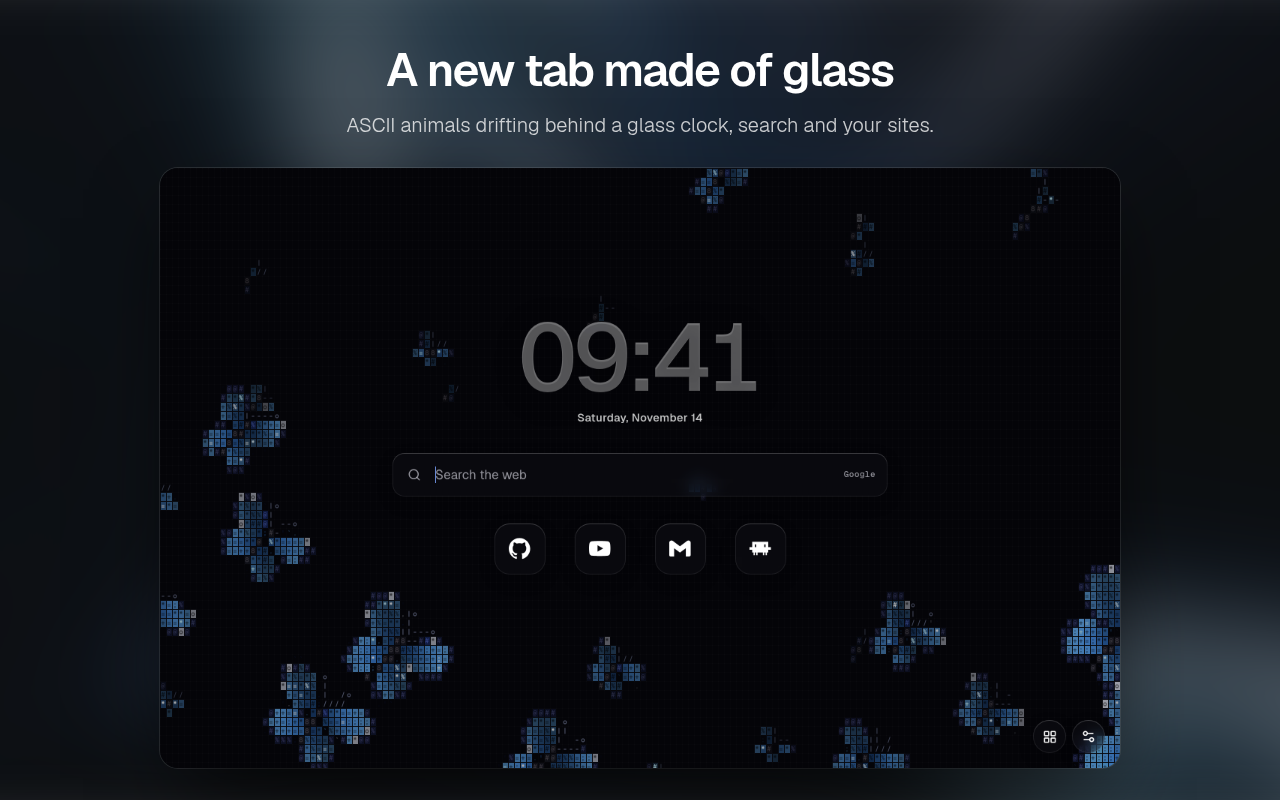 A new tab made of glass
ASCII animals drifting behind a glass clock, search and your sites.
09:41
Saturday, November 14
Search the web
Google